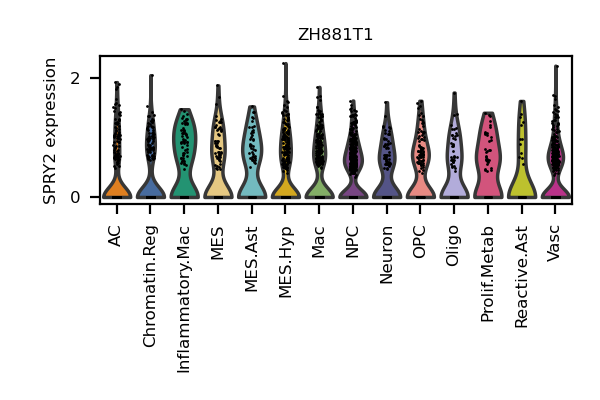 ZH881T1
SPRY2 expression
2
0
AC
Chromatin.Reg
Inflammatory.Mac
MES
MES.Ast
MES.Hyp
Mac
NPC
Neuron
OPC
Oligo
Prolif.Metab
Reactive.Ast
Vasc